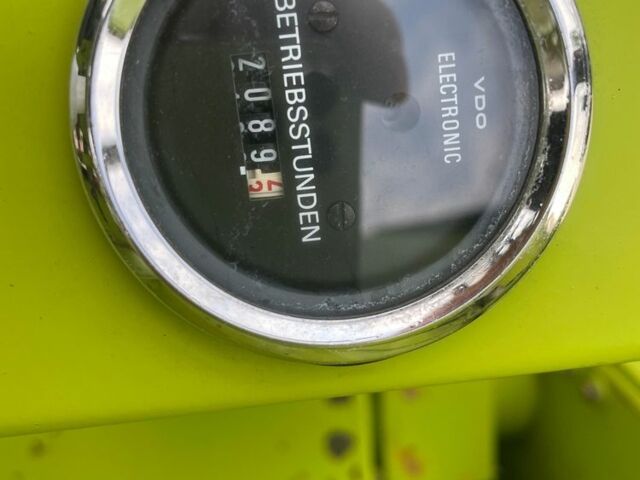 VDO
ELECTRONIC
BETRIEBSSTUNDEN
2089